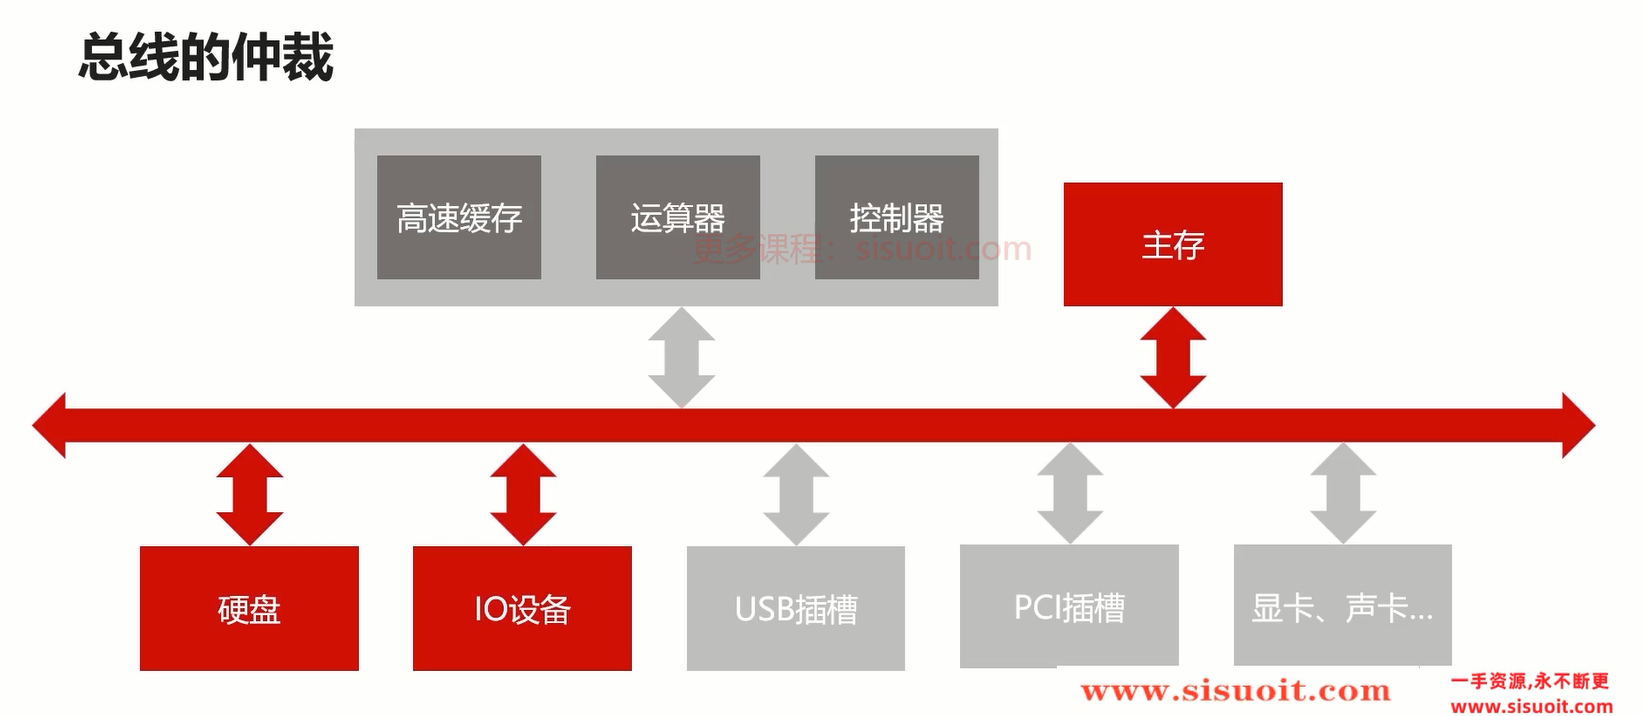 总线的仲裁
高速缓存
运算器
控制器
更多课程：sisuoit.com
主存
硬盘
IO设备
USB插槽
PCI插槽
显卡、声卡...
www.sisuoit.com
一手资源,永不断更
www.sisuoit.com